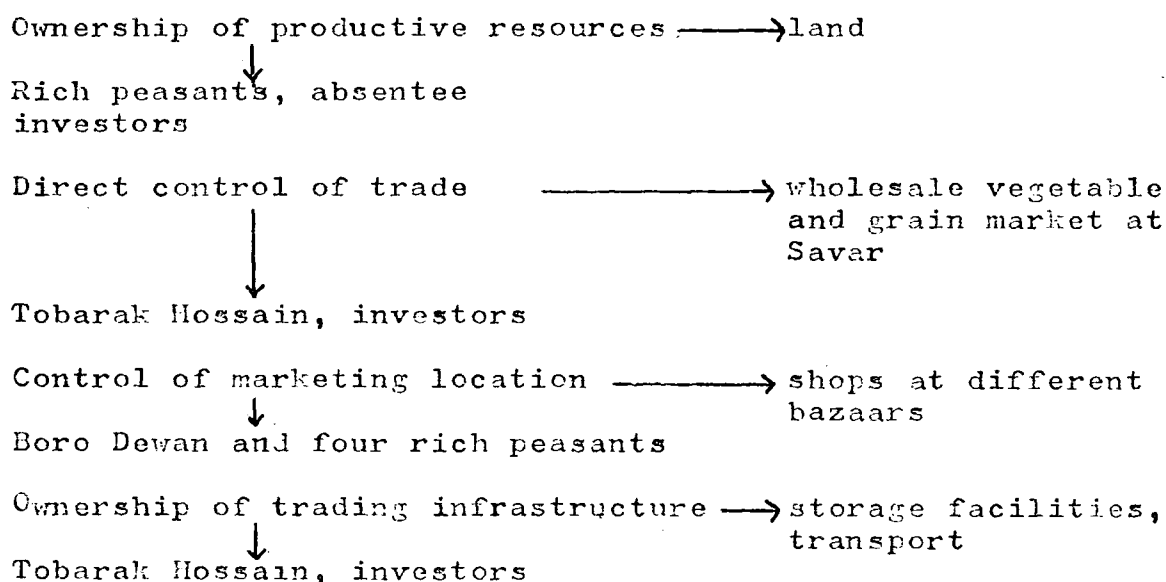 Ownership of productive resources → land
Rich peasants, absentee
investors
Direct control of trade → wholesale vegetable
and grain market at
Savar
Tobarak Hossain, investors
Control of marketing location → shops at different
bazaars
Boro Dewan and four rich peasants
Ownership of trading infrastructure → storage facilities,
transport
Tobarak Hossain, investors